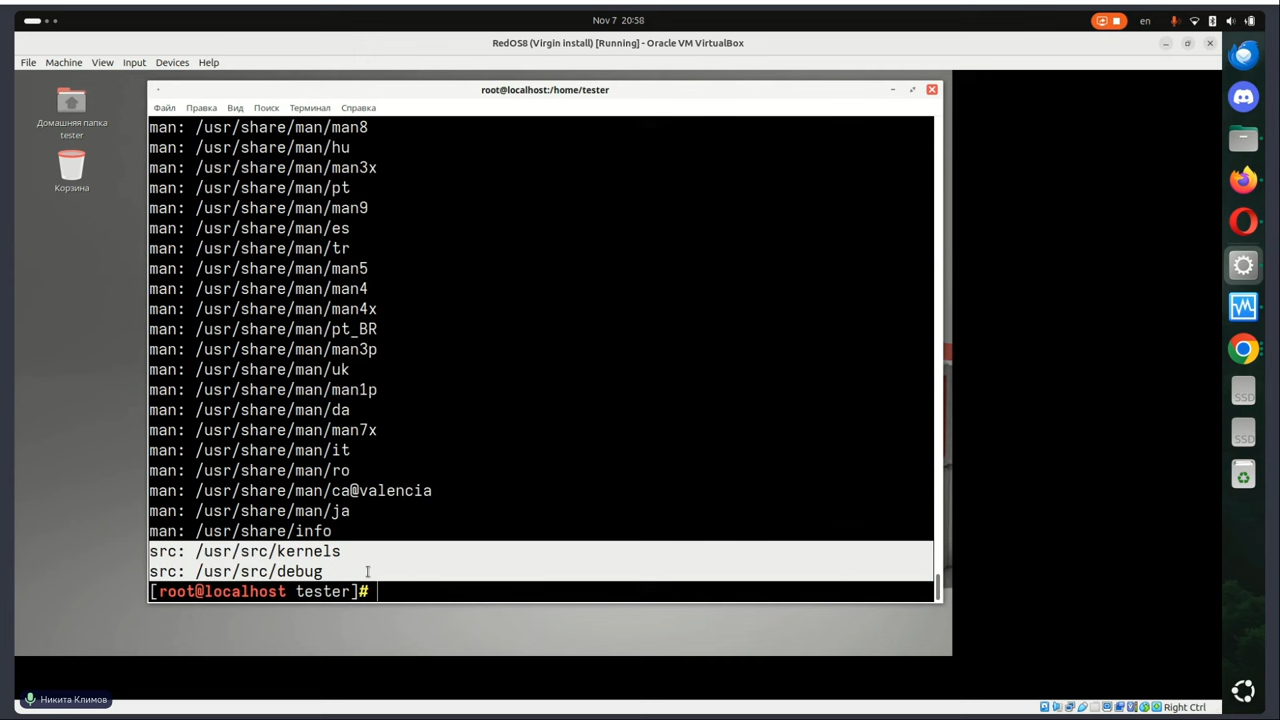 Nov 7 20:58
en
RedOS8 (Virgin install) [Running] - Oracle VM VirtualBox
File Machine View Input Devices Help
Домашняя папка
tester
Корзина
root@localhost:/home/tester
Файл Правка Вид Поиск Терминал Справка
man: /usr/share/man/man8
man: /usr/share/man/hu
man: /usr/share/man/man3x
man: /usr/share/man/pt
man: /usr/share/man/man9
man: /usr/share/man/es
man: /usr/share/man/tr
man: /usr/share/man/man5
man: /usr/share/man/man4
man: /usr/share/man/man4x
man: /usr/share/man/pt_BR
man: /usr/share/man/man3p
man: /usr/share/man/uk
man: /usr/share/man/man1p
man: /usr/share/man/da
man: /usr/share/man/man7x
man: /usr/share/man/it
man: /usr/share/man/ro
man: /usr/share/man/ca@valencia
man: /usr/share/man/ja
man: /usr/share/info
src: /usr/src/kernels
src: /usr/src/debug
[root@localhost tester]#
SSD
SSD
Никита Климов
Right Ctrl